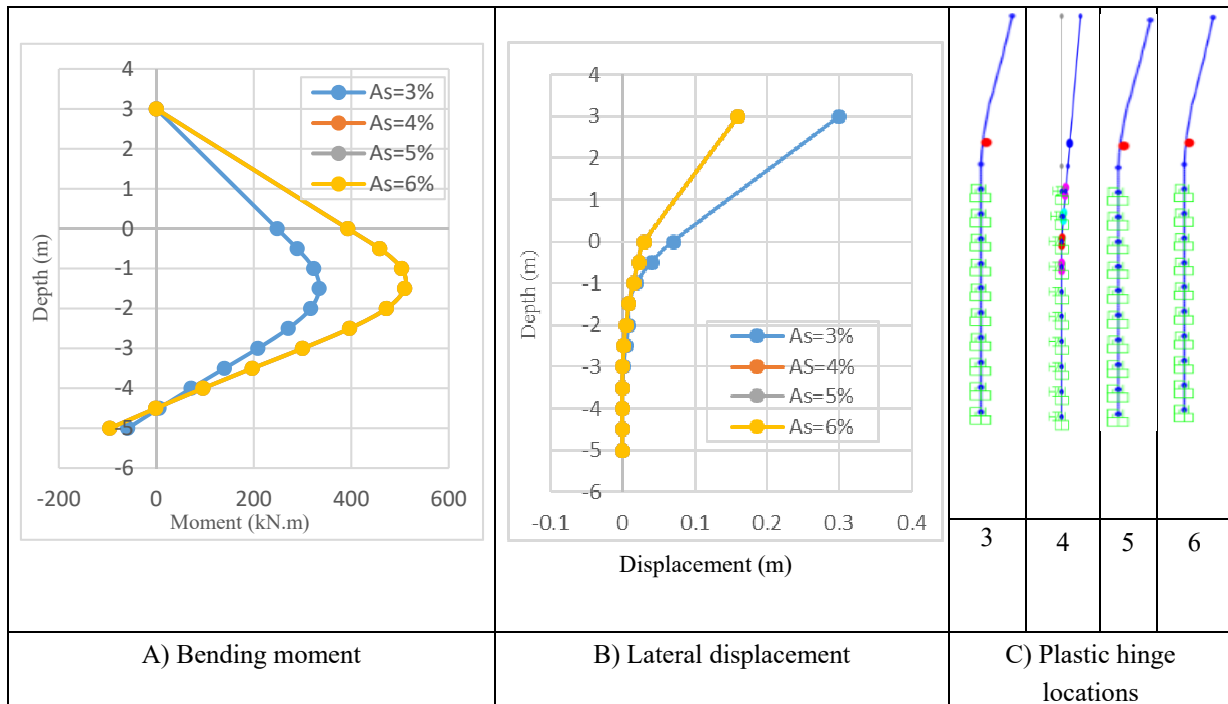 4
3
2
1
0
-1
-2
-3
-4
-5
-6
-200
0
200
400
600
Depth (m)
Moment (kN.m)
As=3%
As=4%
As=5%
As=6%
4
3
2
1
0
-1
-2
-3
-4
-5
-6
-0.1
0
0.1
0.2
0.3
0.4
Depth (m)
Displacement (m)
As=3%
AS=4%
As=5%
As=6%
3
4
5
6
A) Bending moment
B) Lateral displacement
C) Plastic hinge
locations